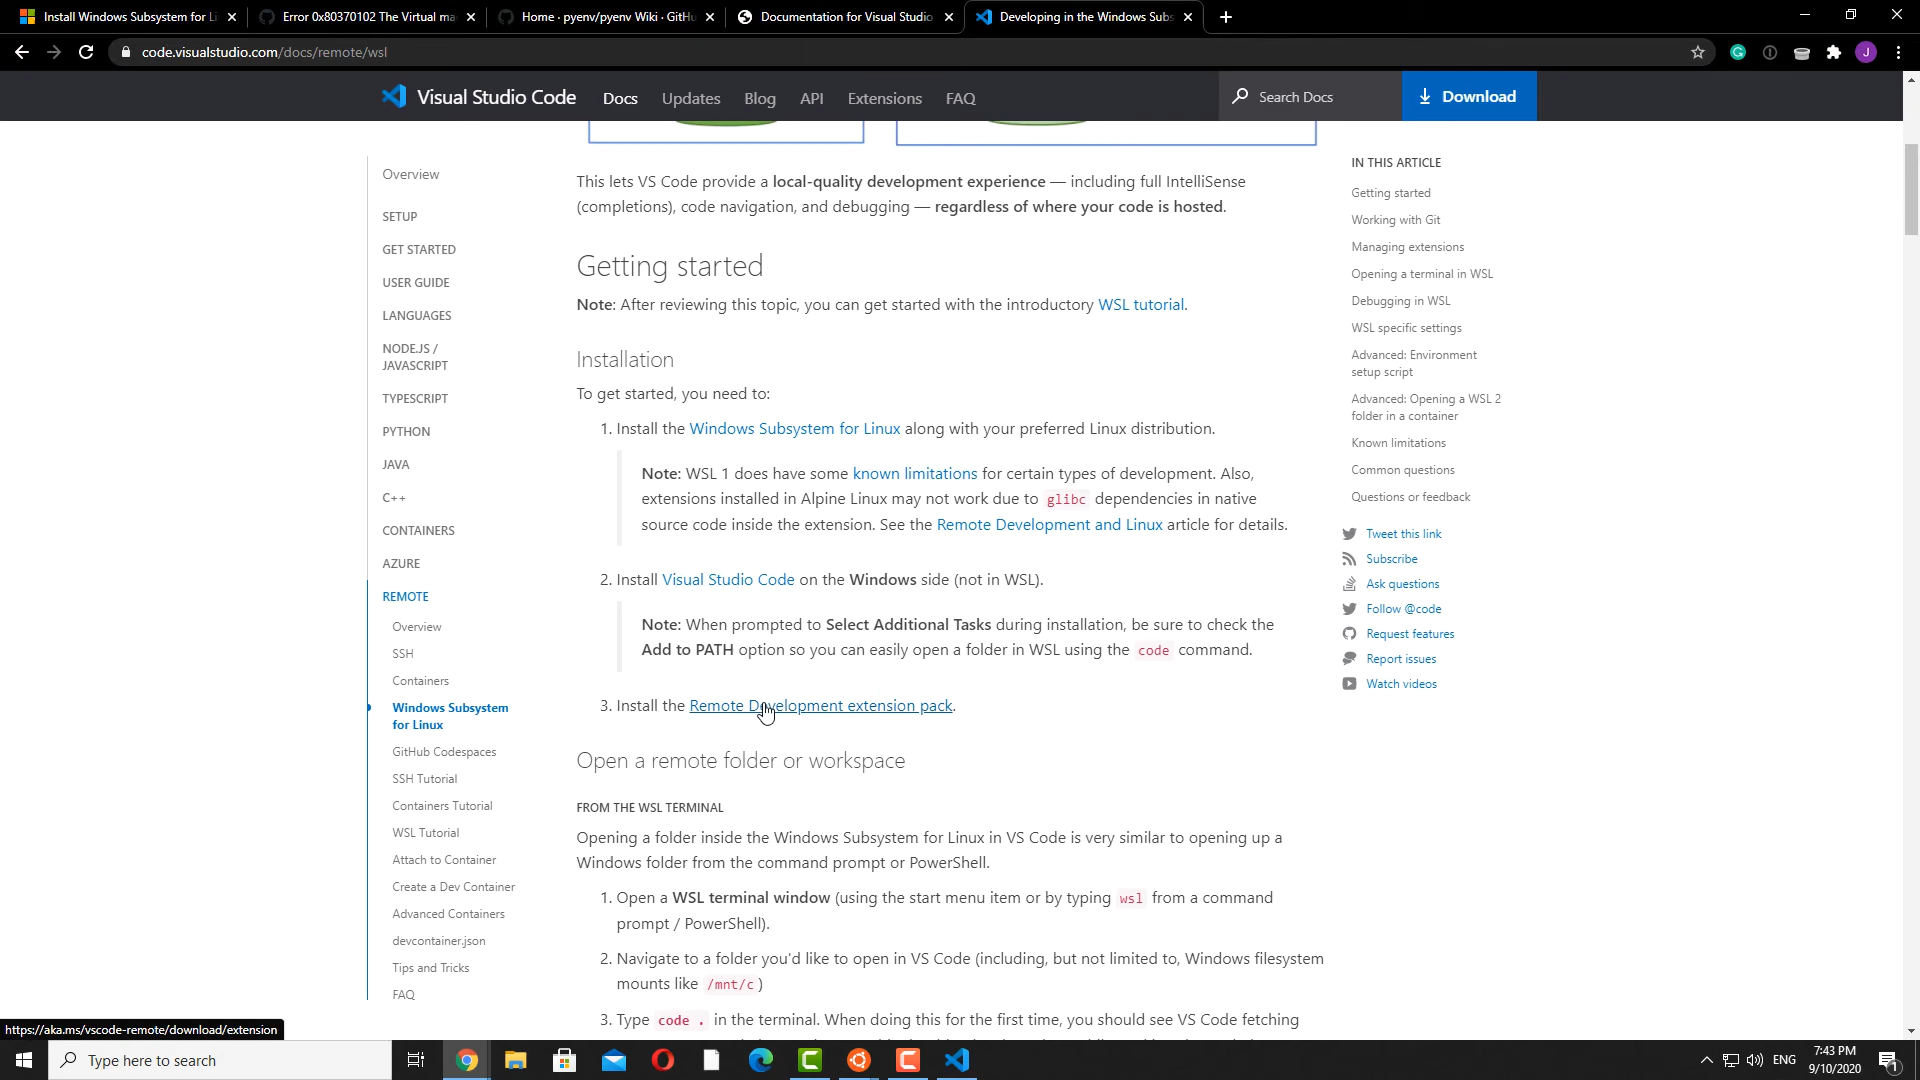 Install Windows Subsystem for Li
Error 0x80370102 The Virtual ma
Home · pyenv/pyenv Wiki · GitHu
Documentation for Visual Studio
Developing in the Windows Subs
code.visualstudio.com/docs/remote/wsl
J
Visual Studio Code
Docs
Updates
Blog
API
Extensions
FAQ
Search Docs
Download
Overview
SETUP
GET STARTED
USER GUIDE
LANGUAGES
NODE.JS /
JAVASCRIPT
TYPESCRIPT
PYTHON
JAVA
C++
CONTAINERS
AZURE
REMOTE
Overview
SSH
Containers
Windows Subsystem
for Linux
GitHub Codespaces
SSH Tutorial
Containers Tutorial
WSL Tutorial
Attach to Container
Create a Dev Container
Advanced Containers
devcontainer.json
Tips and Tricks
FAQ
This lets VS Code provide a local-quality development experience — including full IntelliSense
(completions), code navigation, and debugging — regardless of where your code is hosted.
Getting started
Note: After reviewing this topic, you can get started with the introductory WSL tutorial.
Installation
To get started, you need to:
1. Install the Windows Subsystem for Linux along with your preferred Linux distribution.
Note: WSL 1 does have some known limitations for certain types of development. Also,
extensions installed in Alpine Linux may not work due to glibc dependencies in native
source code inside the extension. See the Remote Development and Linux article for details.
2. Install Visual Studio Code on the Windows side (not in WSL).
Note: When prompted to Select Additional Tasks during installation, be sure to check the
Add to PATH option so you can easily open a folder in WSL using the code command.
3. Install the Remote Development extension pack.
Open a remote folder or workspace
FROM THE WSL TERMINAL
Opening a folder inside the Windows Subsystem for Linux in VS Code is very similar to opening up a
Windows folder from the command prompt or PowerShell.
1. Open a WSL terminal window (using the start menu item or by typing wsl from a command
prompt / PowerShell).
2. Navigate to a folder you'd like to open in VS Code (including, but not limited to, Windows filesystem
mounts like /mnt/c )
3. Type code . in the terminal. When doing this for the first time, you should see VS Code fetching
IN THIS ARTICLE
Getting started
Working with Git
Managing extensions
Opening a terminal in WSL
Debugging in WSL
WSL specific settings
Advanced: Environment
setup script
Advanced: Opening a WSL 2
folder in a container
Known limitations
Common questions
Questions or feedback
Tweet this link
Subscribe
Ask questions
Follow @code
Request features
Report issues
Watch videos
https://aka.ms/vscode-remote/download/extension
Type here to search
ENG
7:43 PM
9/10/2020
1